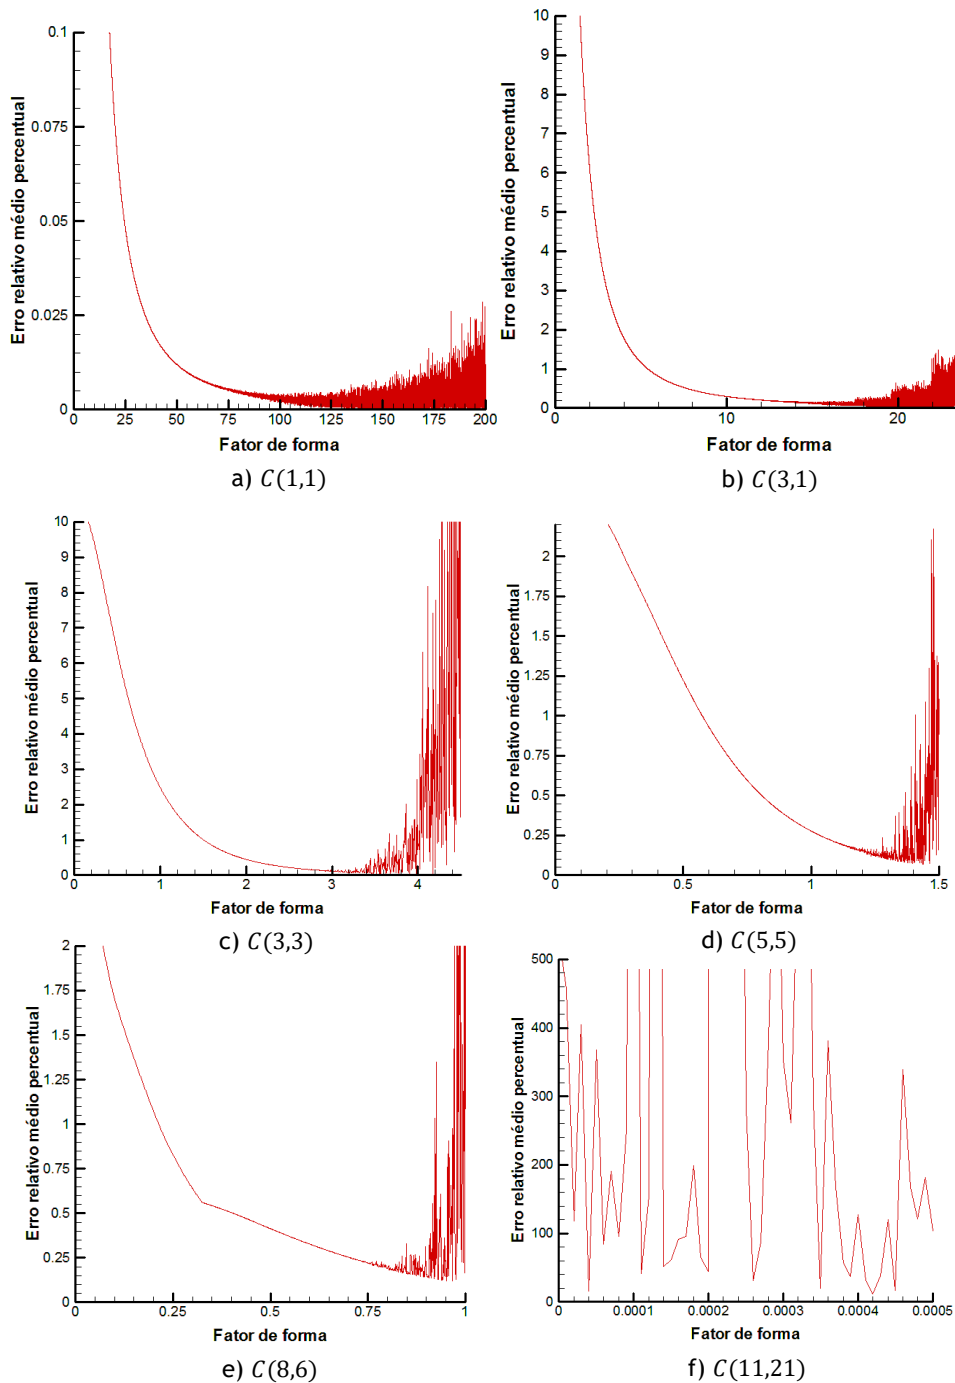 Erro relativo médio percentual
0.1
0.075
0.05
0.025
0
0 25 50 75 100 125 150 175 200
Fator de forma
a) C(1,1)
Erro relativo médio percentual
10
9
8
7
6
5
4
3
2
1
0
0 10 20
Fator de forma
b) C(3,1)
Erro relativo médio percentual
10
9
8
7
6
5
4
3
2
1
0
0 1 2 3 4
Fator de forma
c) C(3,3)
Erro relativo médio percentual
2
1.75
1.5
1.25
1
0.75
0.5
0.25
0
0 0.5 1 1.5
Fator de forma
d) C(5,5)
Erro relativo médio percentual
2
1.75
1.5
1.25
1
0.75
0.5
0.25
0
0 0.25 0.5 0.75 1
Fator de forma
e) C(8,6)
Erro relativo médio percentual
500
400
300
200
100
0
0 0.0001 0.0002 0.0003 0.0004 0.0005
Fator de forma
f) C(11,21)